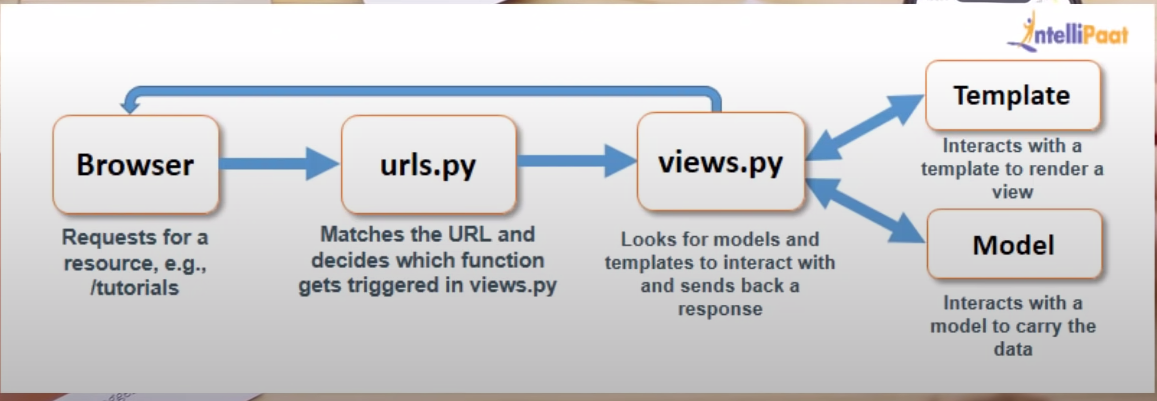 IntelliPaat
Template
Interacts with a
template to render a
view
Browser
urls.py
views.py
Requests for a
resource, e.g.,
/tutorials
Matches the URL and
decides which function
gets triggered in views.py
Looks for models and
templates to interact with
and sends back a
response
Model
Interacts with a
model to carry the
data